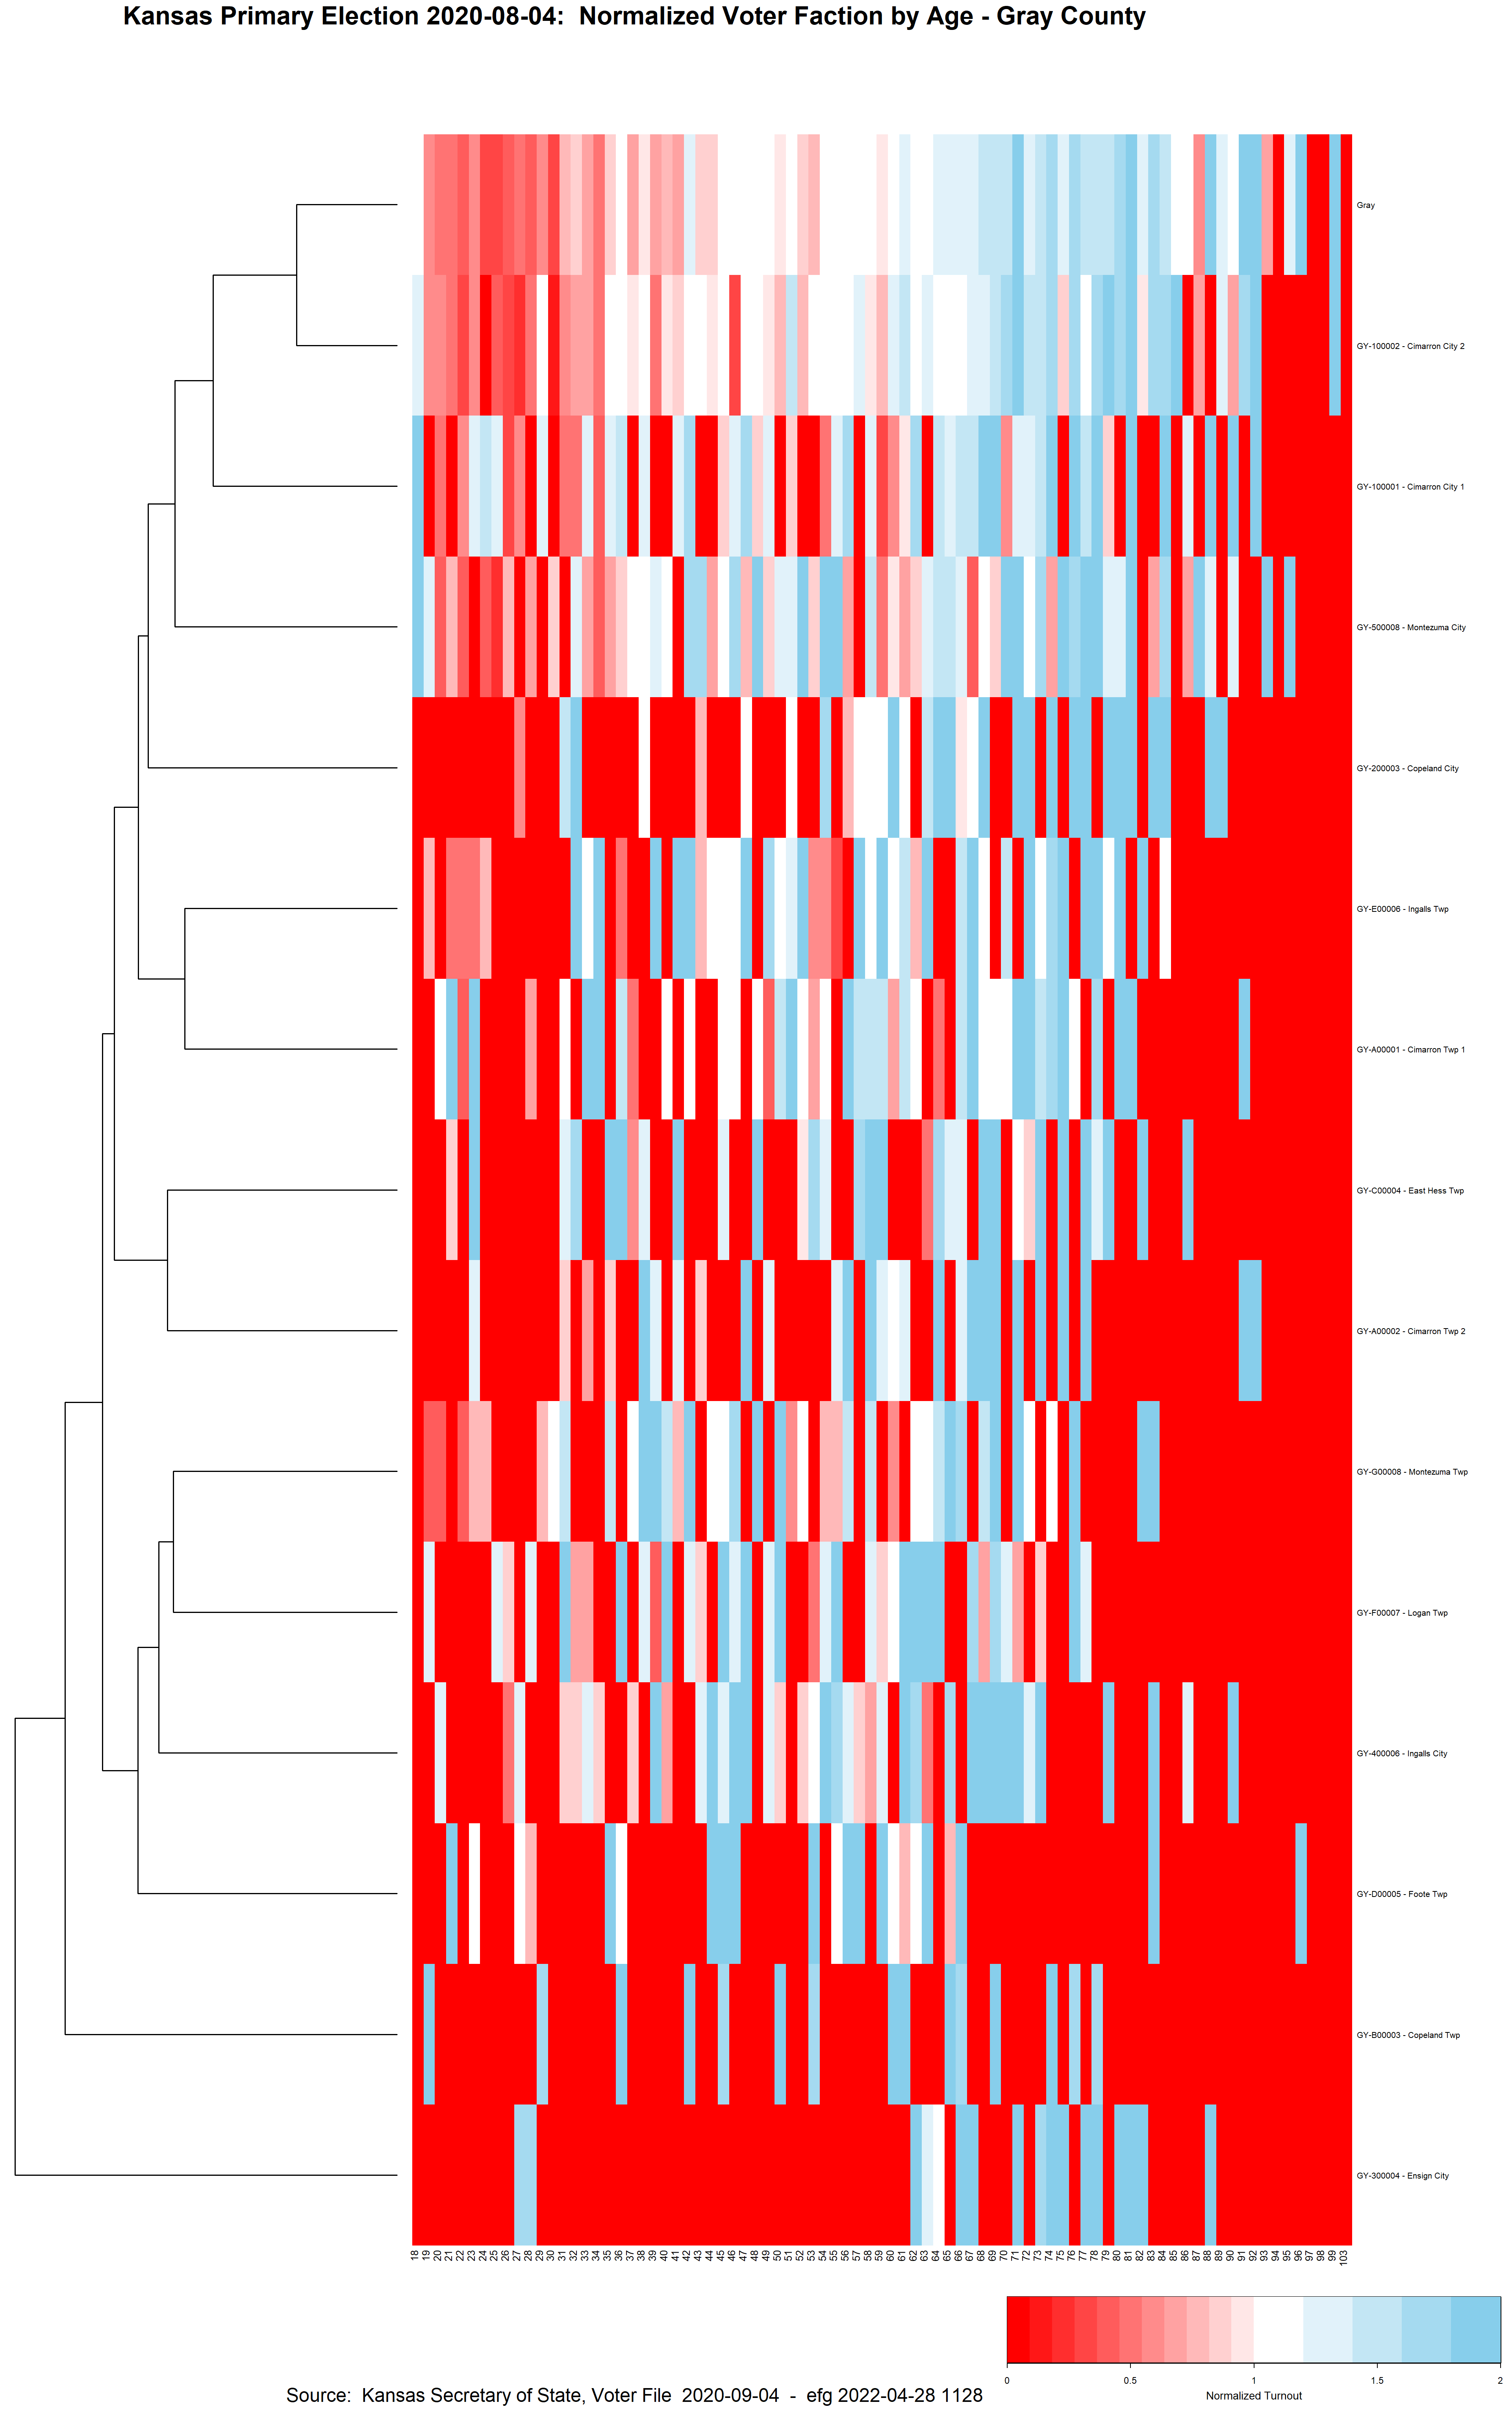 Kansas Primary Election 2020-08-04:  Normalized Voter Faction by Age - Gray County
Gray
GY-100002 - Cimarron City 2
GY-100001 - Cimarron City 1
GY-500008 - Montezuma City
GY-200003 - Copeland City
GY-E00006 - Ingalls Twp
GY-A00001 - Cimarron Twp 1
GY-C00004 - East Hess Twp
GY-A00002 - Cimarron Twp 2
GY-G00008 - Montezuma Twp
GY-F00007 - Logan Twp
GY-400006 - Ingalls City
GY-D00005 - Foote Twp
GY-B00003 - Copeland Twp
GY-300004 - Ensign City
18 19 20 21 22 23 24 25 26 27 28 29 30 31 32 33 34 35 36 37 38 39 40 41 42 43 44 45 46 47 48 49 50 51 52 53 54 55 56 57 58 59 60 61 62 63 64 65 66 67 68 69 70 71 72 73 74 75 76 77 78 79 80 81 82 83 84 85 86 87 88 89 90 91 92 93 94 95 96 97 98 99 103
0 0.5 1 1.5 2
Normalized Turnout
Source:  Kansas Secretary of State, Voter File  2020-09-04  -  efg 2022-04-28 1128